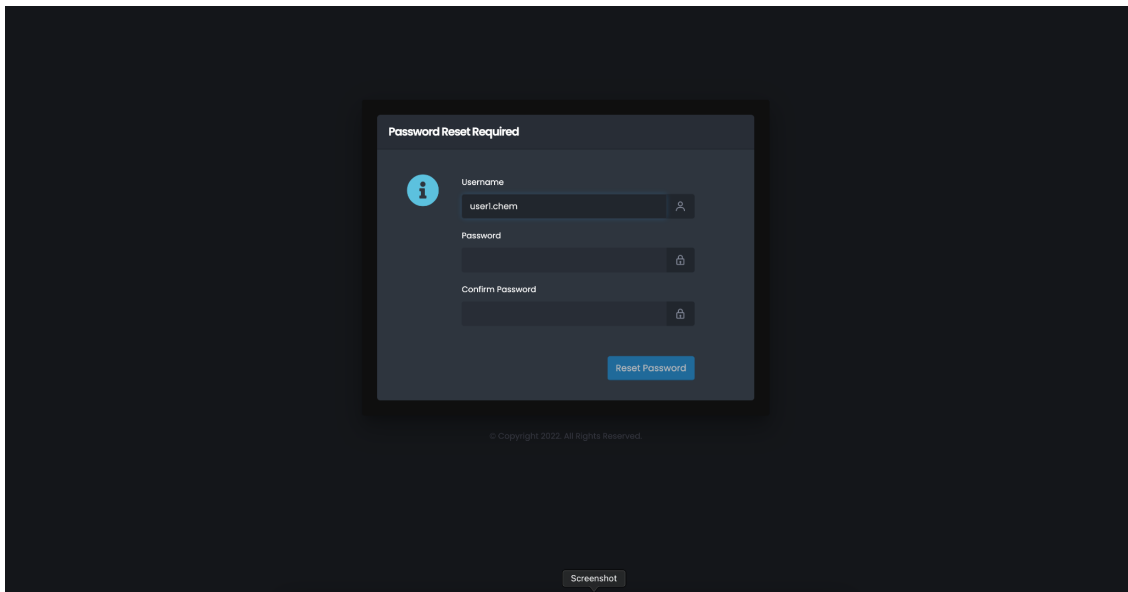 Password Reset Required
Username
user1.chem
Password
Confirm Password
Reset Password
© Copyright 2022. All Rights Reserved.
Screenshot